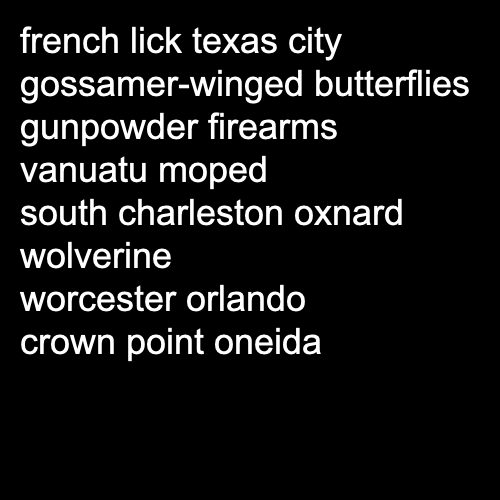 french lick texas city
gossamer-winged butterflies
gunpowder firearms
vanuatu moped
south charleston oxnard
wolverine
worcester orlando
crown point oneida